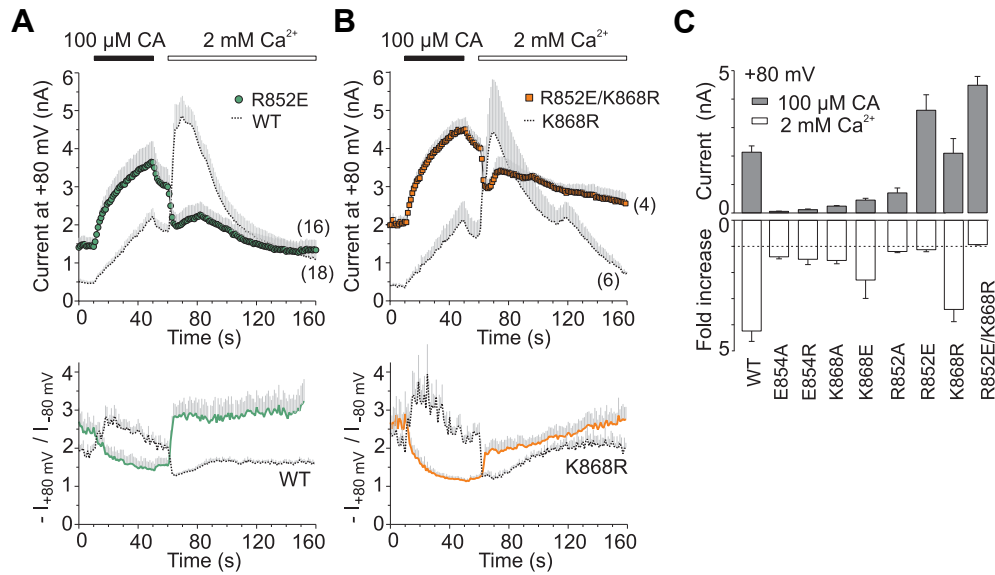 A
B
C
100 µM CA
2 mM Ca2+
100 µM CA
2 mM Ca2+
Current at +80 mV (nA)
6
5
4
3
2
1
0
R852E
WT
(16)
(18)
0 40 80 120 160
Time (s)
Current at +80 mV (nA)
6
5
4
3
2
1
0
R852E/K868R
K868R
(4)
(6)
0 40 80 120 160
Time (s)
+80 mV
100 µM CA
2 mM Ca2+
Current (nA)
5
0
Fold increase
0
5
WT
E854A
E854R
K868A
K868E
R852A
R852E
K868R
R852E/K868R
- I+80 mV / I-80 mV
4
3
2
1
0
WT
0 40 80 120 160
Time (s)
- I+80 mV / I-80 mV
4
3
2
1
0
K868R
0 40 80 120 160
Time (s)